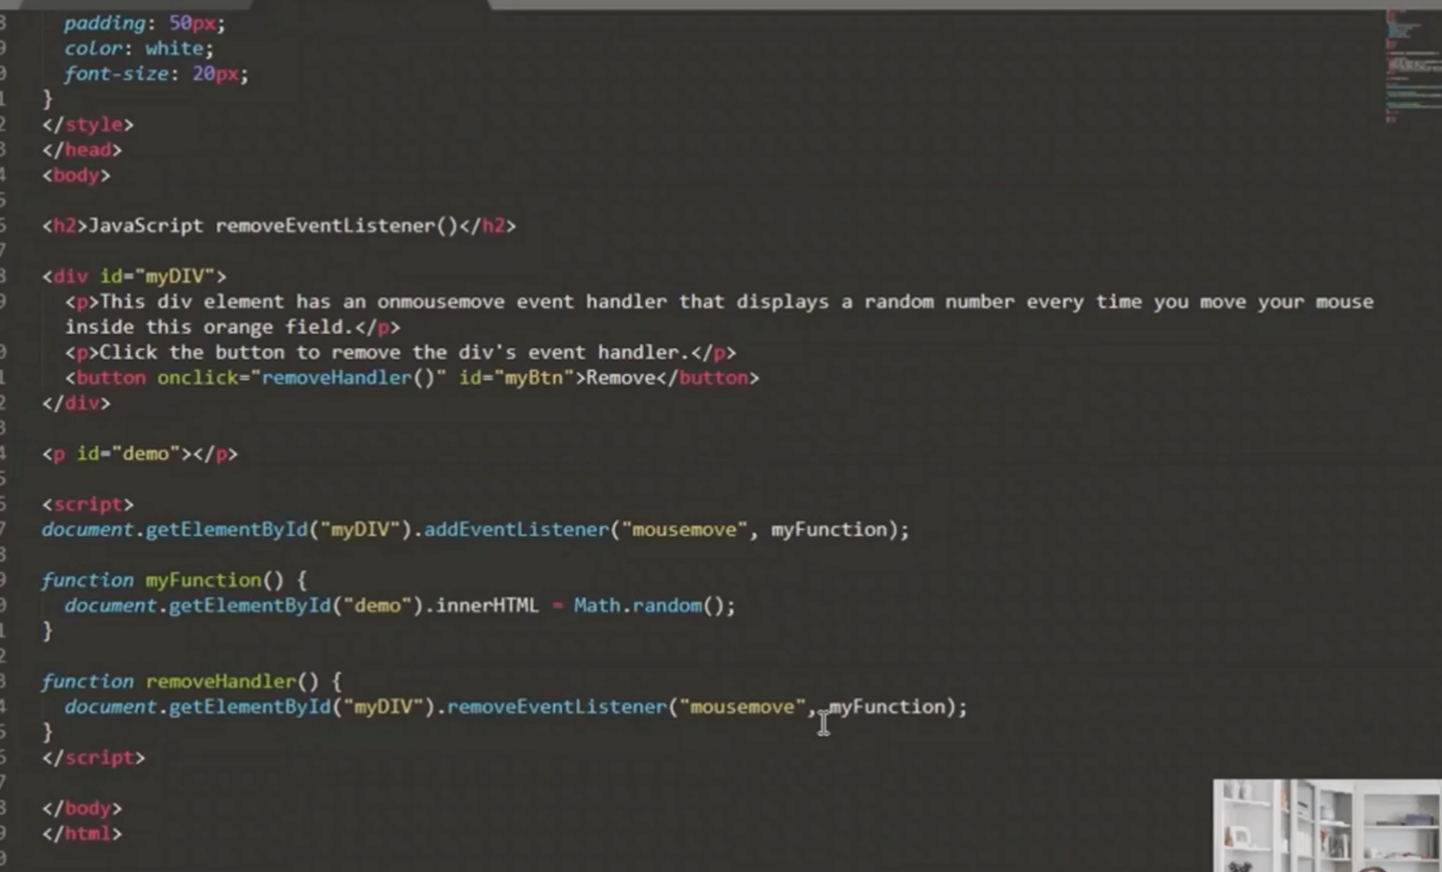 padding: 50px;
color: white;
font-size: 20px;
}
</style>
</head>
<body>
<h2>JavaScript removeEventListener()</h2>
<div id="myDIV">
<p>This div element has an onmousemove event handler that displays a random number every time you move your mouse
inside this orange field.</p>
<p>Click the button to remove the div's event handler.</p>
<button onclick="removeHandler()" id="myBtn">Remove</button>
</div>
<p id="demo"></p>
<script>
document.getElementById("myDIV").addEventListener("mousemove", myFunction);
function myFunction() {
document.getElementById("demo").innerHTML = Math.random();
}
function removeHandler() {
document.getElementById("myDIV").removeEventListener("mousemove", myFunction);
}
</script>
</body>
</html>